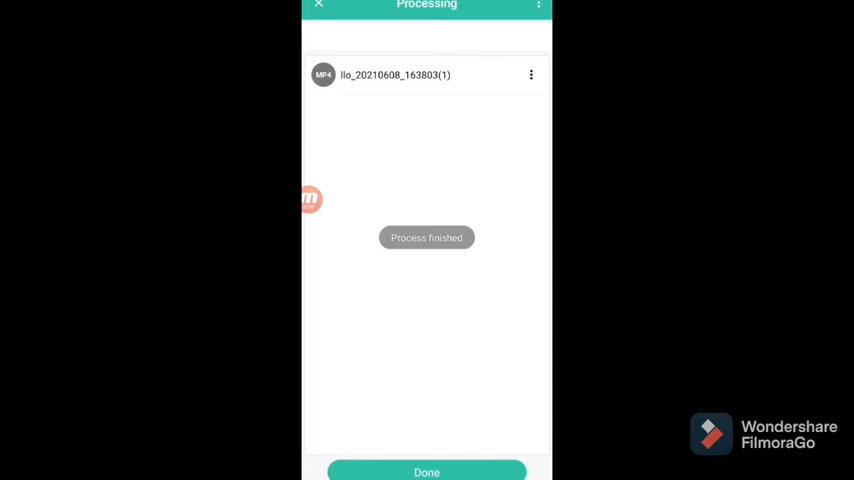 Processing
MP4
llo_20210608_163803(1)
Process finished
Done
Wondershare
FilmoraGo